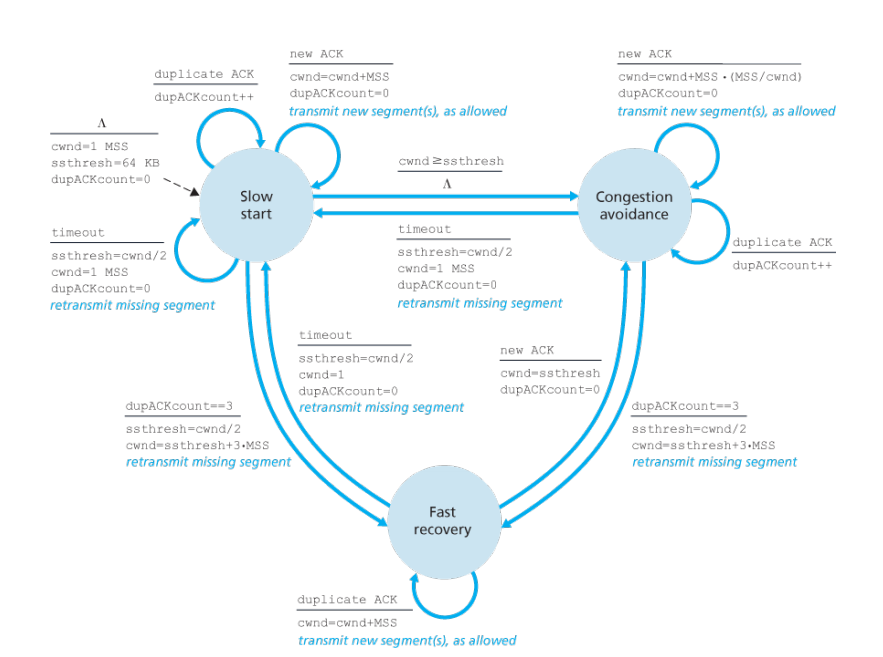 new ACK
cwnd=cwnd+MSS
dupACKcount=0
transmit new segment(s), as allowed
duplicate ACK
dupACKcount++
new ACK
cwnd=cwnd+MSS•(MSS/cwnd)
dupACKcount=0
transmit new segment(s), as allowed
Λ
cwnd=1 MSS
ssthresh=64 KB
dupACKcount=0
Slow
start
cwnd≥ssthresh
Λ
Congestion
avoidance
timeout
ssthresh=cwnd/2
cwnd=1 MSS
dupACKcount=0
retransmit missing segment
timeout
ssthresh=cwnd/2
cwnd=1 MSS
dupACKcount=0
retransmit missing segment
duplicate ACK
dupACKcount++
timeout
ssthresh=cwnd/2
cwnd=1
dupACKcount=0
retransmit missing segment
new ACK
cwnd=ssthresh
dupACKcount=0
dupACKcount==3
ssthresh=cwnd/2
cwnd=ssthresh+3•MSS
retransmit missing segment
dupACKcount==3
ssthresh=cwnd/2
cwnd=ssthresh+3•MSS
retransmit missing segment
Fast
recovery
duplicate ACK
cwnd=cwnd+MSS
transmit new segment(s), as allowed